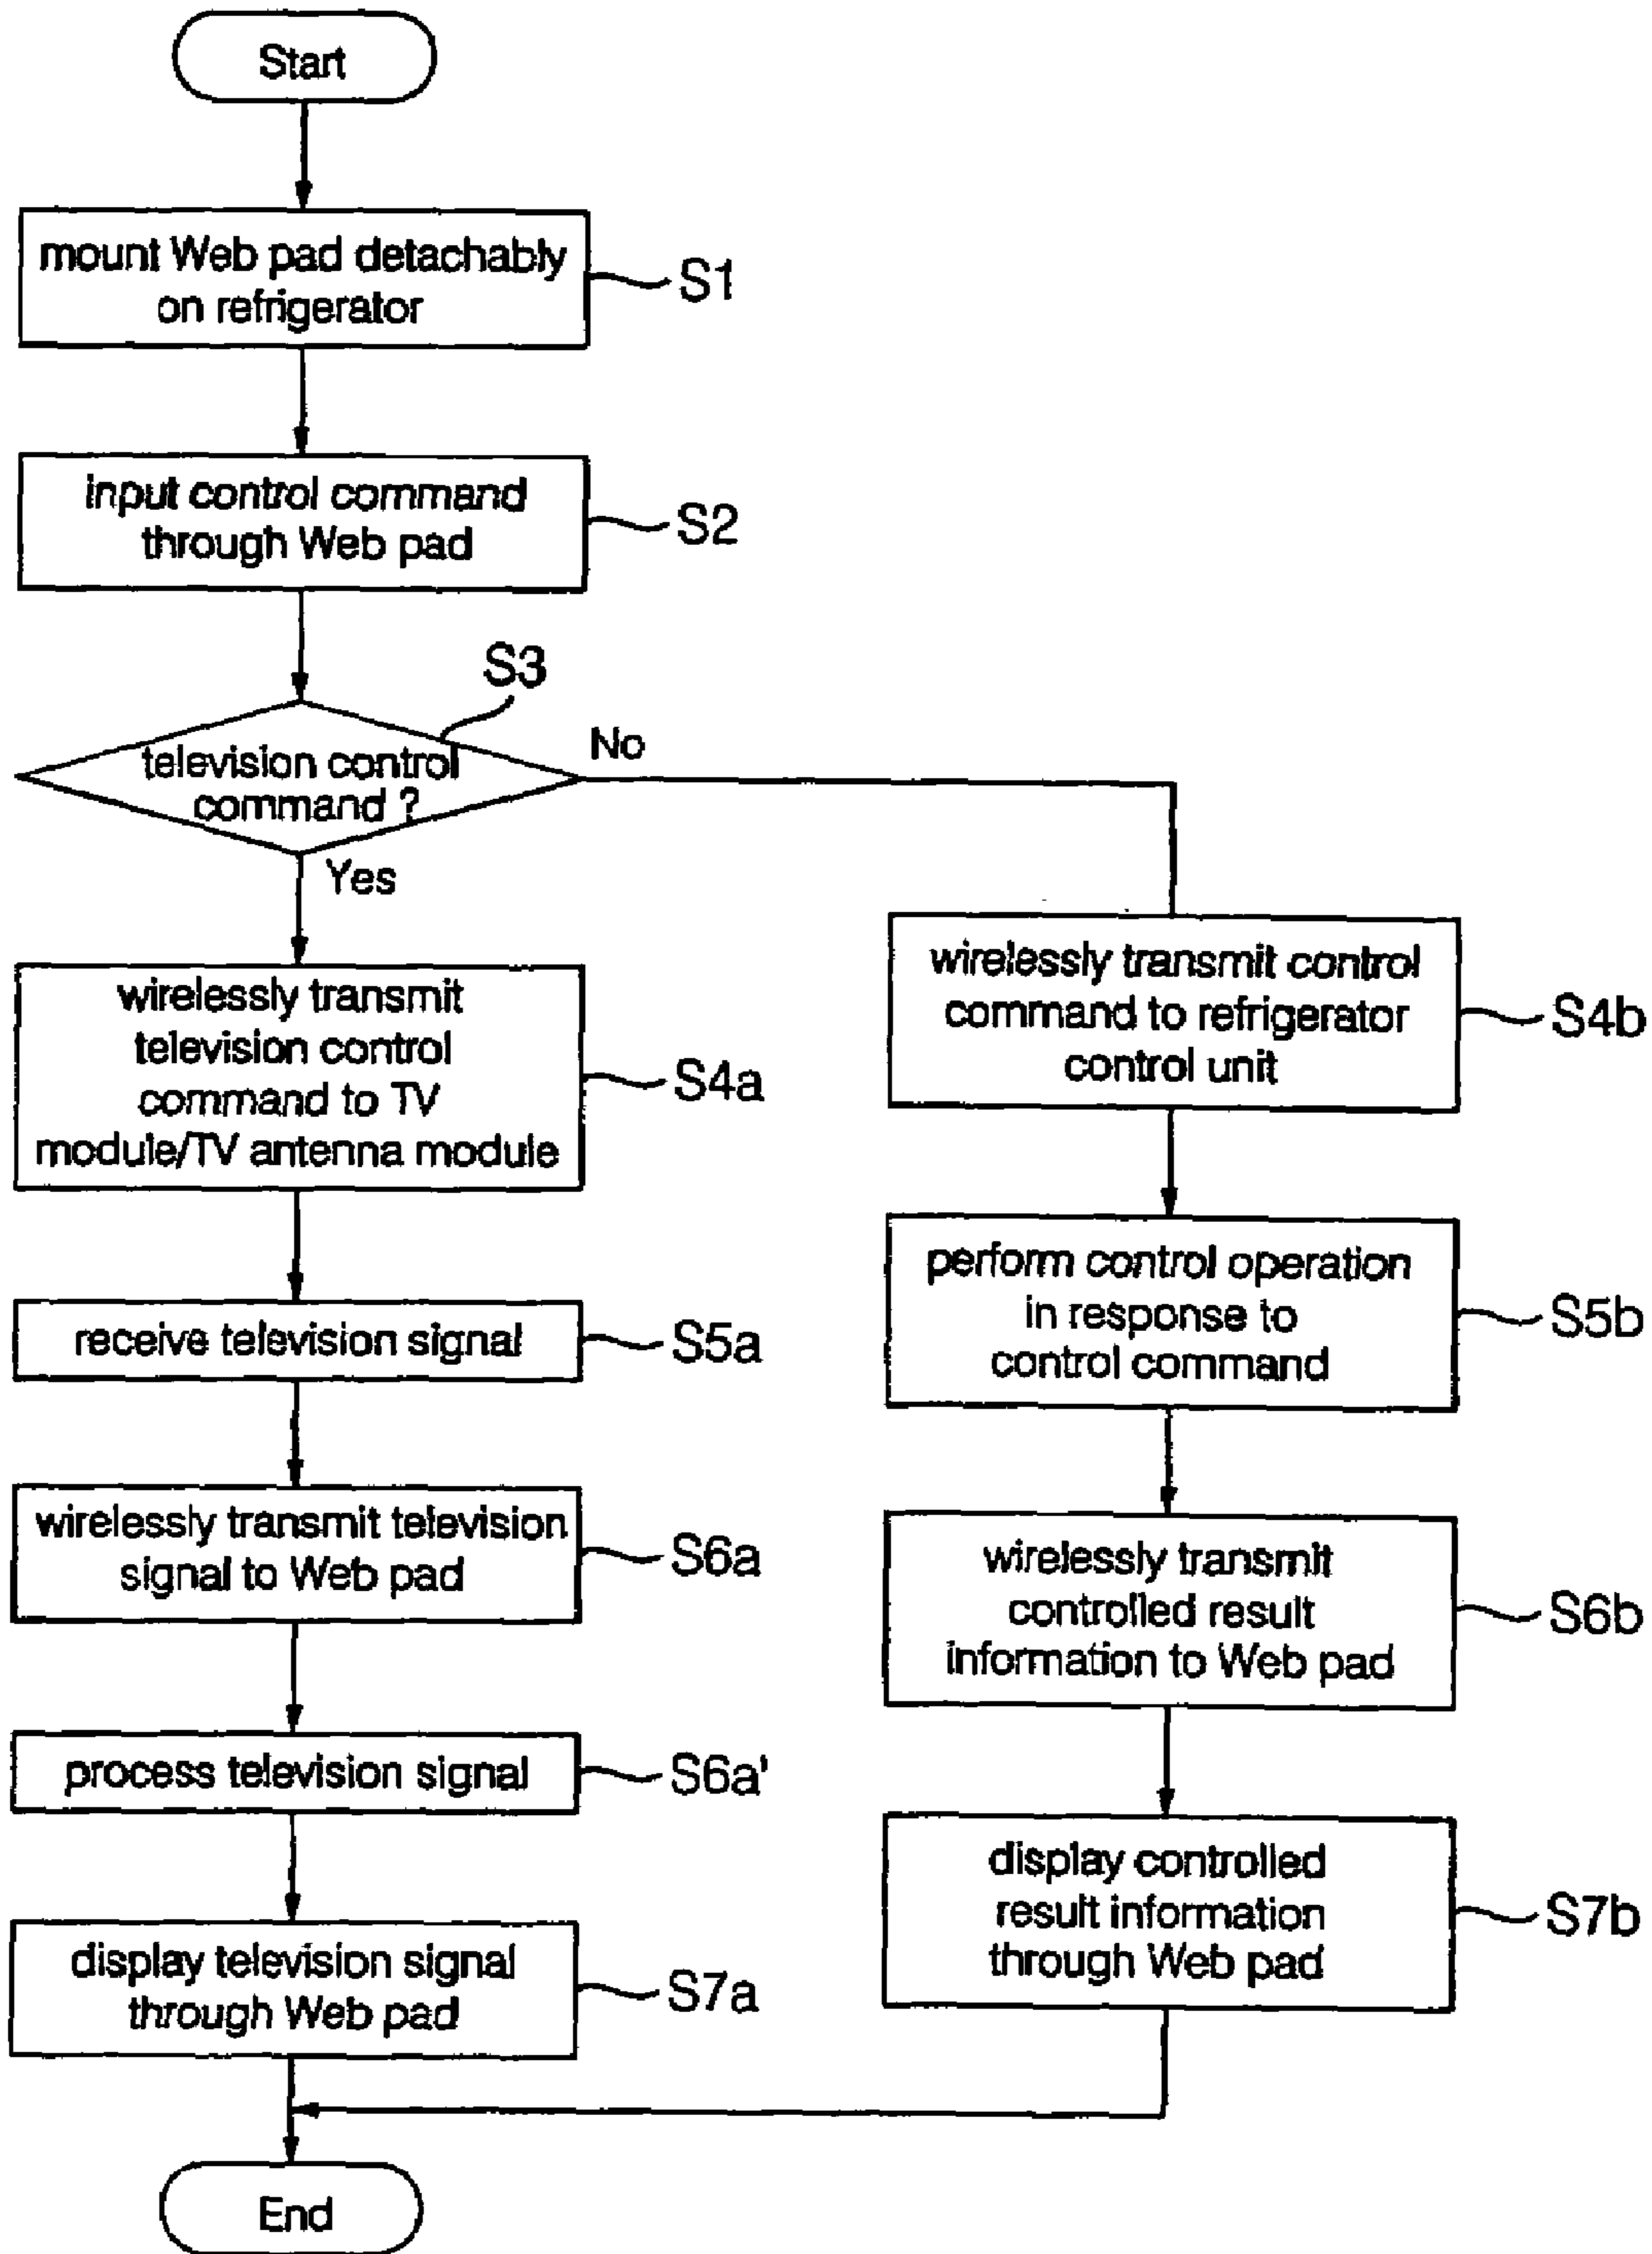 Start
mount Web pad detachably
on refrigerator
S1
input control command
through Web pad
S2
S3
television control
command ?
No
Yes
wirelessly transmit
television control
command to TV
module/TV antenna module
S4a
receive television signal
S5a
wirelessly transmit television
signal to Web pad
S6a
process television signal
S6a'
display television signal
through Web pad
S7a
wirelessly transmit control
command to refrigerator
control unit
S4b
perform control operation
in response to
control command
S5b
wirelessly transmit
controlled result
information to Web pad
S6b
display controlled
result information
through Web pad
S7b
End